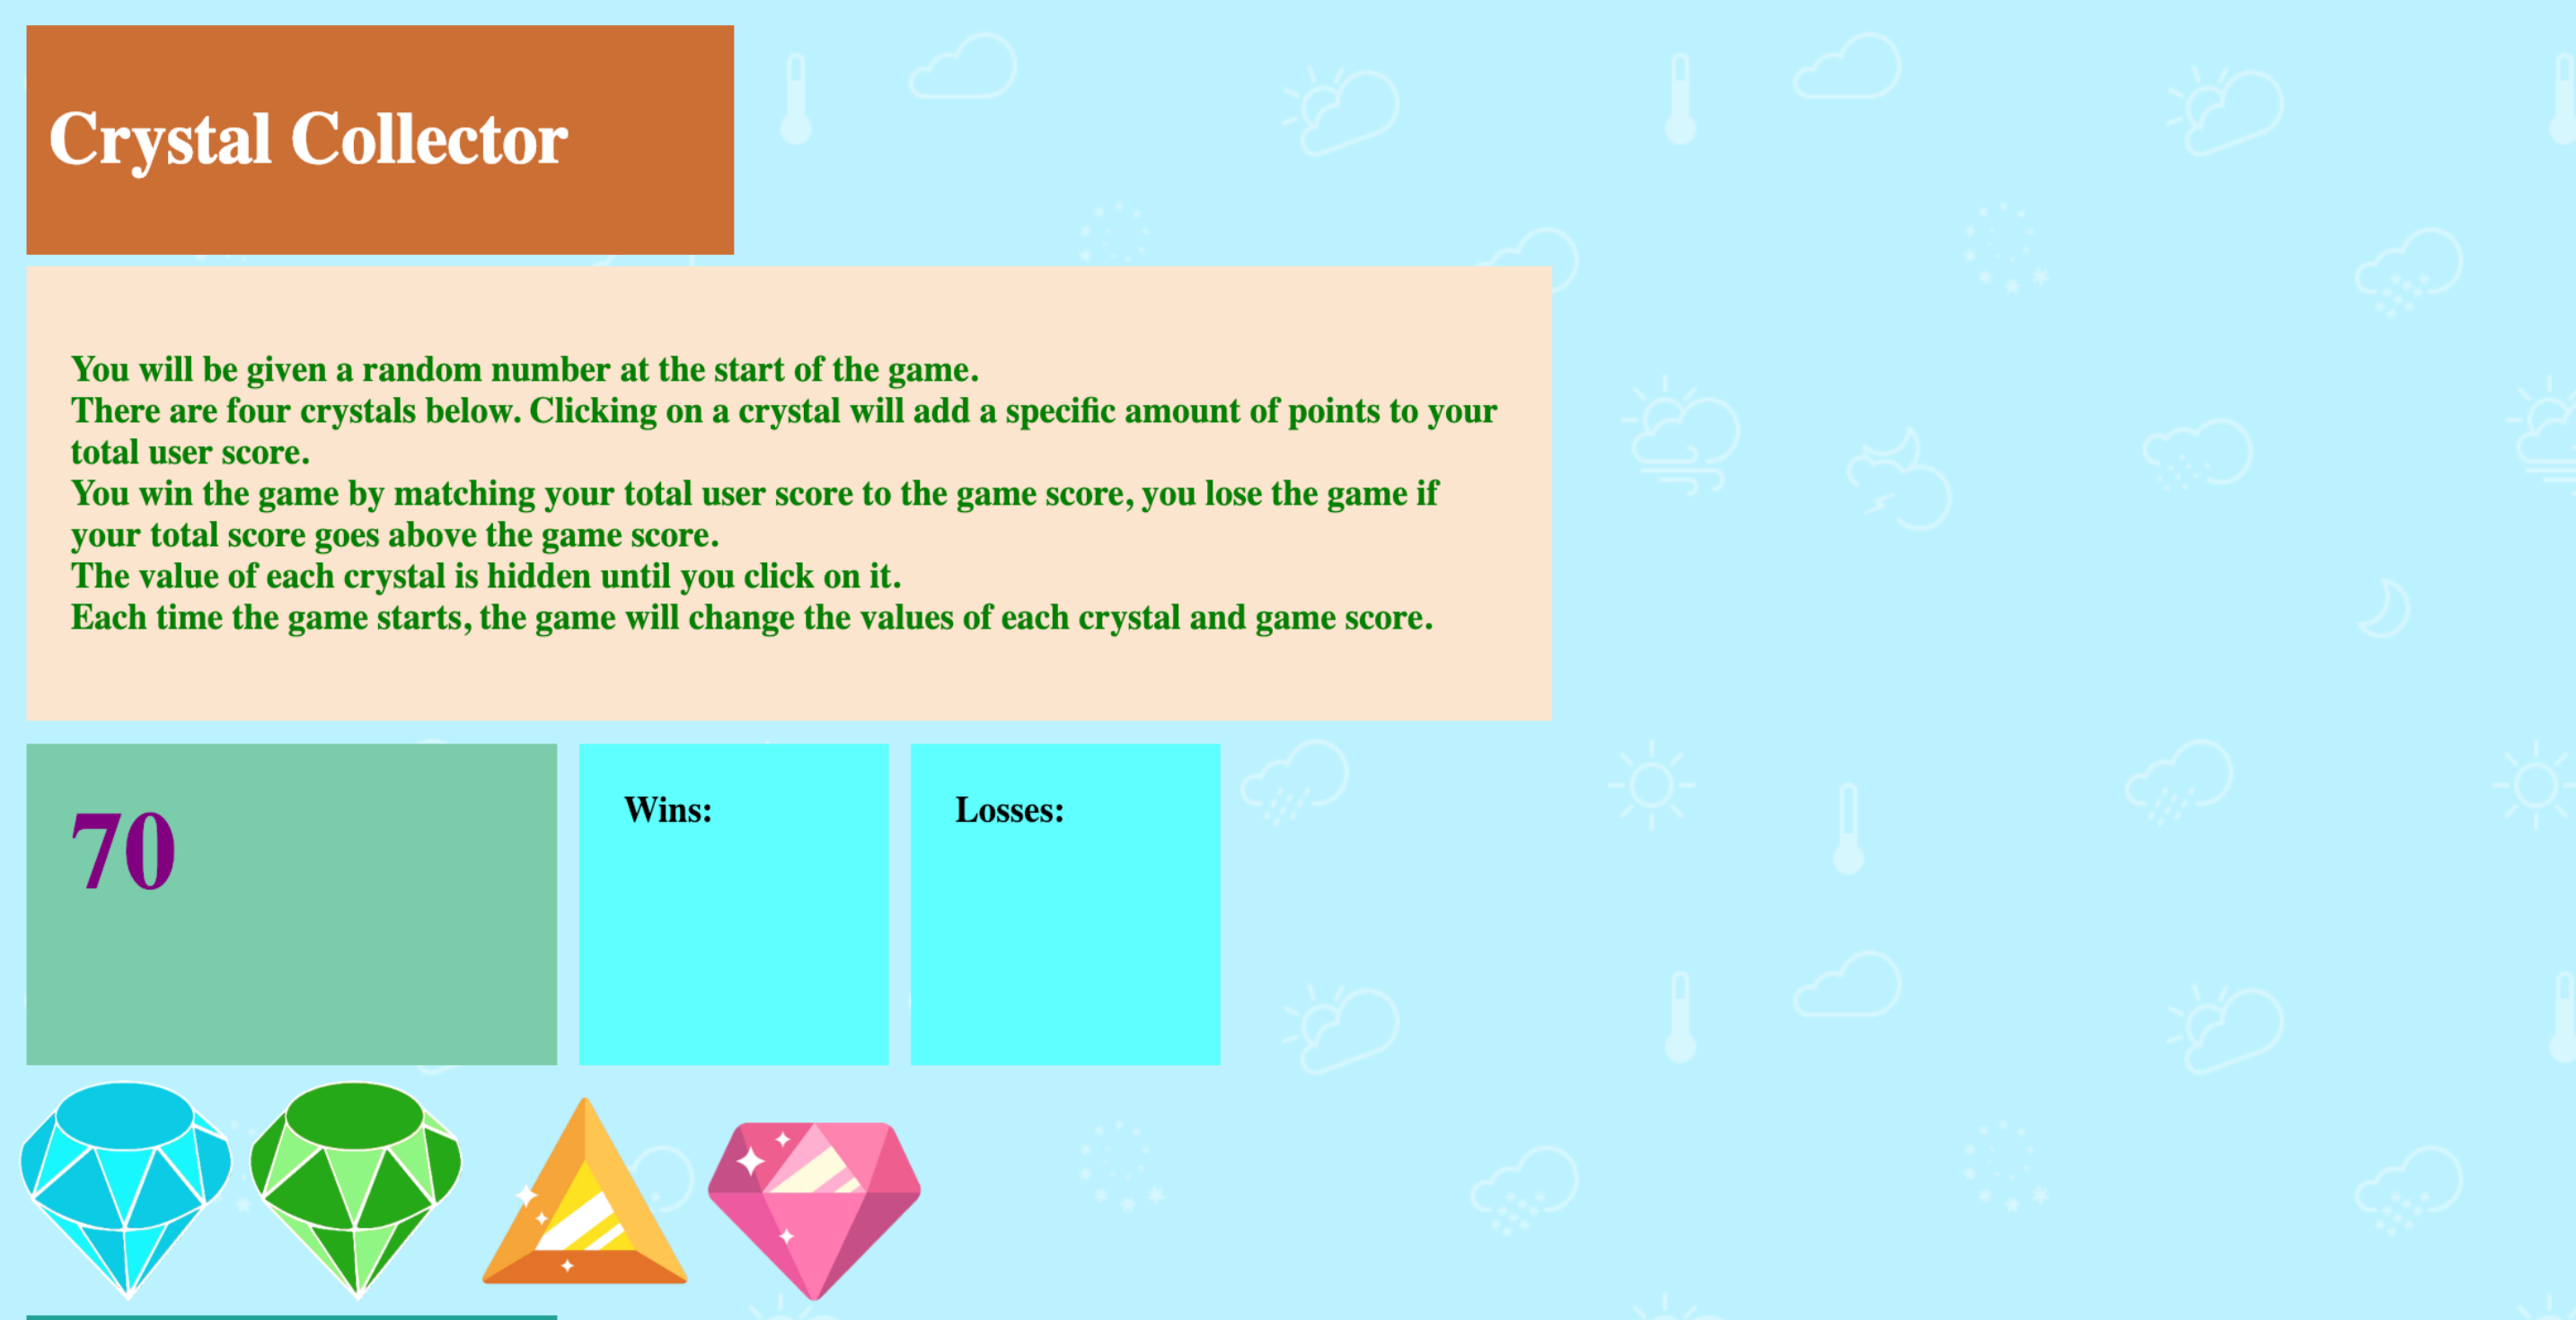 Crystal Collector
You will be given a random number at the start of the game.
There are four crystals below. Clicking on a crystal will add a specific amount of points to your
total user score.
You win the game by matching your total user score to the game score, you lose the game if
your total score goes above the game score.
The value of each crystal is hidden until you click on it.
Each time the game starts, the game will change the values of each crystal and game score.
70
Wins:
Losses: